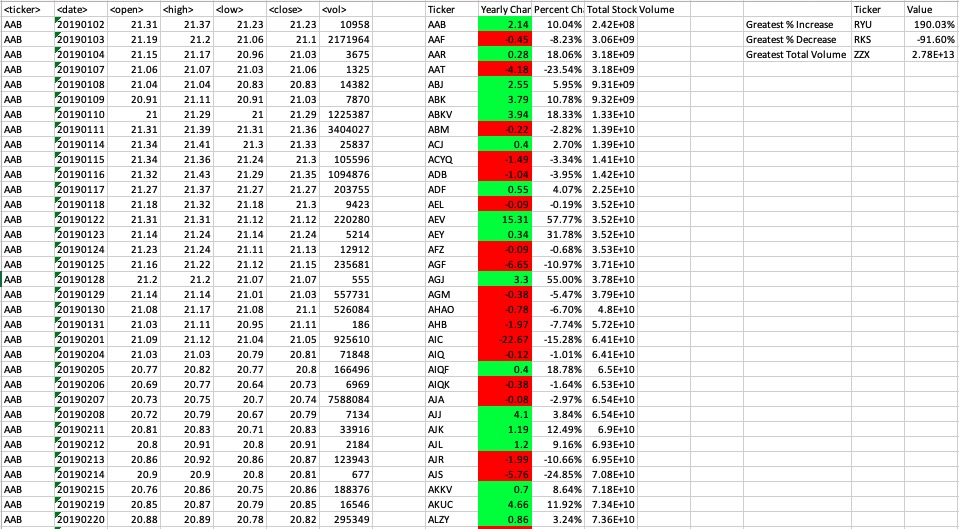 <ticker> <date> <open> <high> <low> <close> <vol> Ticker Yearly Char Percent Ch Total Stock Volume Ticker Value
AAB 20190102 21.31 21.37 21.23 21.23 10958 AAB 2.14 10.04% 2.42E+08 Greatest % Increase RYU 190.03%
AAB 20190103 21.19 21.2 21.06 21.1 2171964 AAF -0.45 -8.23% 3.06E+09 Greatest % Decrease RKS -91.60%
AAB 20190104 21.15 21.17 20.96 21.03 3675 AAR 0.28 18.06% 3.18E+09 Greatest Total Volume ZZX 2.78E+13
AAB 20190107 21.06 21.07 21.03 21.06 1325 AAT -4.18 -23.54% 3.18E+09
AAB 20190108 21.04 21.04 20.83 20.83 14382 ABJ 2.55 5.95% 9.31E+09
AAB 20190109 20.91 21.11 20.91 21.03 7870 ABK 3.79 10.78% 9.32E+09
AAB 20190110 21 21.29 21 21.29 1225387 ABKV 3.94 18.33% 1.33E+10
AAB 20190111 21.31 21.39 21.31 21.36 3404027 ABM -0.22 -2.82% 1.39E+10
AAB 20190114 21.34 21.41 21.3 21.33 25837 ACJ 0.4 2.70% 1.39E+10
AAB 20190115 21.34 21.36 21.24 21.3 105596 ACYQ -1.49 -3.34% 1.41E+10
AAB 20190116 21.32 21.43 21.29 21.35 1094876 ADB -1.04 -3.95% 1.42E+10
AAB 20190117 21.27 21.37 21.27 21.27 203755 ADF 0.55 4.07% 2.25E+10
AAB 20190118 21.18 21.32 21.18 21.3 9423 AEL -0.09 -0.19% 3.52E+10
AAB 20190122 21.31 21.31 21.12 21.12 220280 AEV 15.31 57.77% 3.52E+10
AAB 20190123 21.14 21.24 21.14 21.24 5214 AEY 0.34 31.78% 3.52E+10
AAB 20190124 21.23 21.24 21.11 21.13 12912 AFZ -0.09 -0.68% 3.53E+10
AAB 20190125 21.16 21.22 21.12 21.15 235681 AGF -6.65 -10.97% 3.71E+10
AAB 20190128 21.2 21.2 21.07 21.07 555 AGJ 3.3 55.00% 3.78E+10
AAB 20190129 21.14 21.14 21.01 21.03 557731 AGM -0.38 -5.47% 3.79E+10
AAB 20190130 21.08 21.17 21.08 21.1 526084 AHAO -0.78 -6.70% 4.8E+10
AAB 20190131 21.03 21.11 20.95 21.11 186 AHB -1.97 -7.74% 5.72E+10
AAB 20190201 21.09 21.12 21.04 21.05 925610 AIC -22.67 -15.28% 6.41E+10
AAB 20190204 21.03 21.03 20.79 20.81 71848 AIQ -0.12 -1.01% 6.41E+10
AAB 20190205 20.77 20.82 20.77 20.8 166496 AIQF 0.4 18.78% 6.5E+10
AAB 20190206 20.69 20.77 20.64 20.73 6969 AIQK -0.38 -1.64% 6.53E+10
AAB 20190207 20.73 20.75 20.7 20.74 7588084 AJA -0.08 -2.97% 6.54E+10
AAB 20190208 20.72 20.79 20.67 20.79 7134 AJJ 4.1 3.84% 6.54E+10
AAB 20190211 20.81 20.83 20.71 20.83 33916 AJK 1.19 12.49% 6.9E+10
AAB 20190212 20.8 20.91 20.8 20.91 2184 AJL 1.2 9.16% 6.93E+10
AAB 20190213 20.86 20.92 20.86 20.87 123943 AJR -1.99 -10.66% 6.95E+10
AAB 20190214 20.9 20.9 20.8 20.81 677 AJS -5.76 -24.85% 7.08E+10
AAB 20190215 20.76 20.86 20.75 20.86 188376 AKKV 0.7 8.64% 7.18E+10
AAB 20190219 20.85 20.87 20.79 20.85 16546 AKUC 4.66 11.92% 7.34E+10
AAB 20190220 20.88 20.89 20.78 20.82 295349 ALZY 0.86 3.24% 7.36E+10